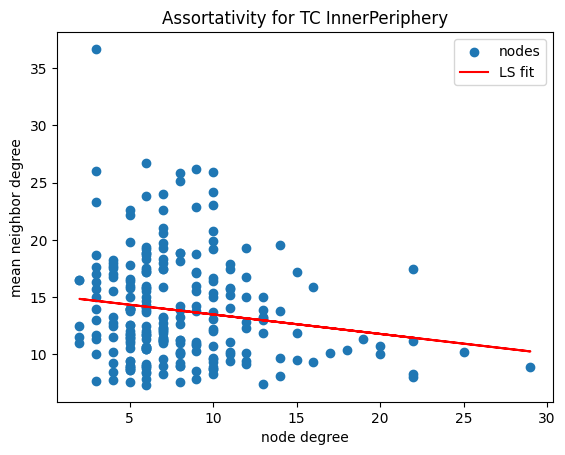 Assortativity for TC InnerPeriphery
nodes
LS fit
mean neighbor degree
35
30
25
20
15
10
5
10
15
20
25
30
node degree